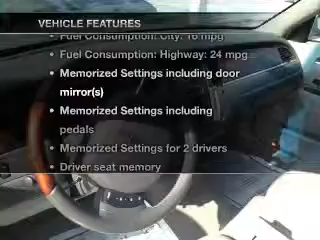 VEHICLE FEATURES
• Fuel Consumption: City: 16 mpg
• Fuel Consumption: Highway: 24 mpg
• Memorized Settings including door
mirror(s)
• Memorized Settings including
pedals
• Memorized Settings for 2 drivers
• Driver seat memory